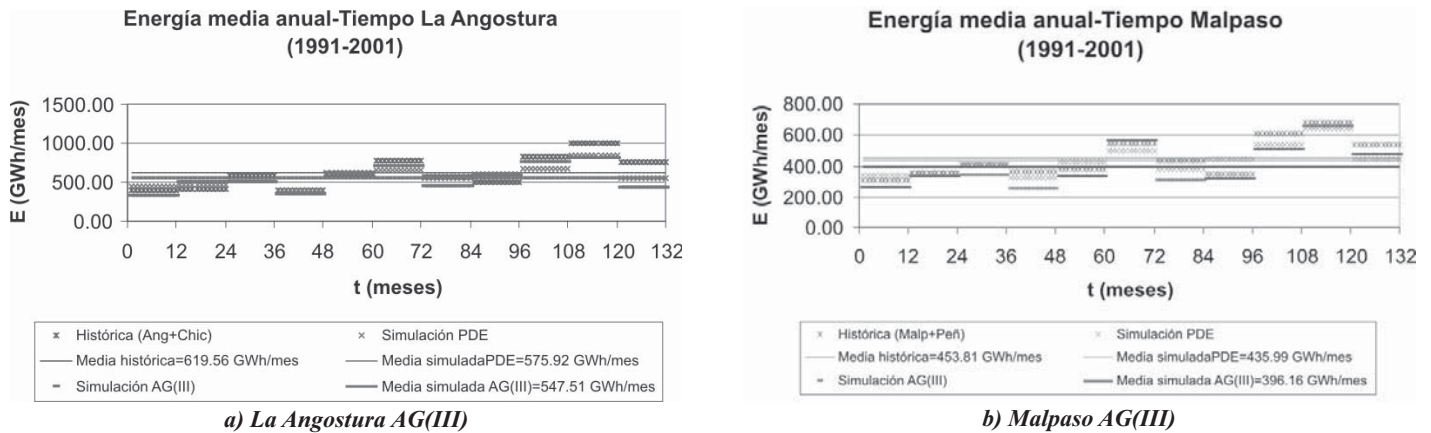 Energía media anual-Tiempo La Angostura
(1991-2001)
E (GWh/mes)
1500.00
1000.00
500.00
0.00
0 12 24 36 48 60 72 84 96 108 120 132
t (meses)
Histórica (Ang+Chic)
Simulación PDE
Media histórica=619.56 GWh/mes
Media simuladaPDE=575.92 GWh/mes
Simulación AG(III)
Media simulada AG(III)=547.51 GWh/mes
a) La Angostura AG(III)
Energía media anual-Tiempo Malpaso
(1991-2001)
E (GWh/mes)
800.00
600.00
400.00
200.00
0.00
0 12 24 36 48 60 72 84 96 108 120 132
t (meses)
Histórica (Malp+Peñ)
Simulación PDE
Media histórica=453.81 GWh/mes
Media simuladaPDE=435.99 GWh/mes
Simulación AG(III)
Media simulada AG(III)=396.16 GWh/mes
b) Malpaso AG(III)